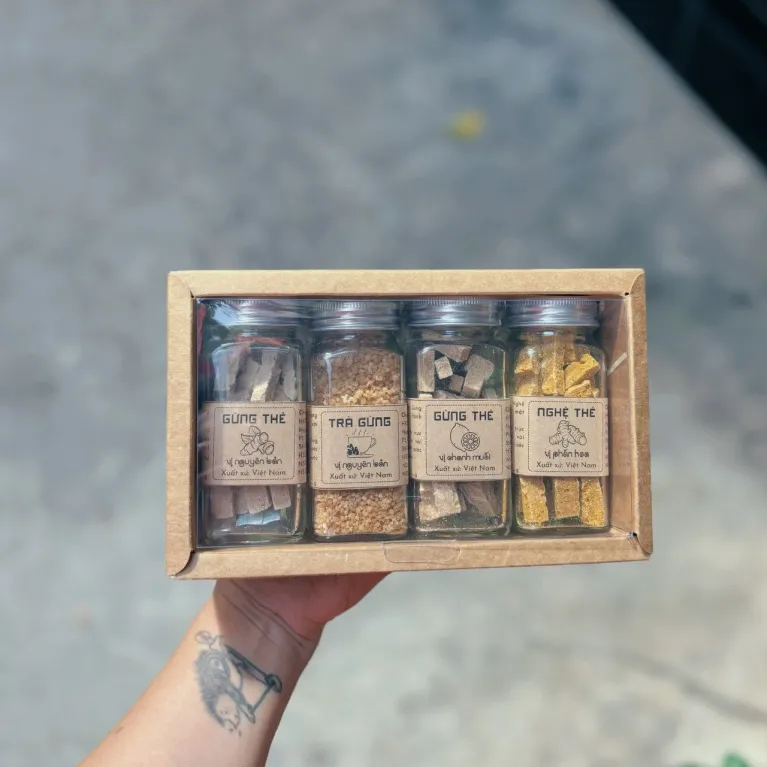 GỪNG THẺ
vị nguyên bản
Xuất xứ: Việt Nam
TRÀ GỪNG
vị nguyên bản
Xuất xứ: Việt Nam
GỪNG THẺ
vị chanh muối
Xuất xứ: Việt Nam
NGHỆ THẺ
vị phấn hoa
Xuất xứ: Việt Nam